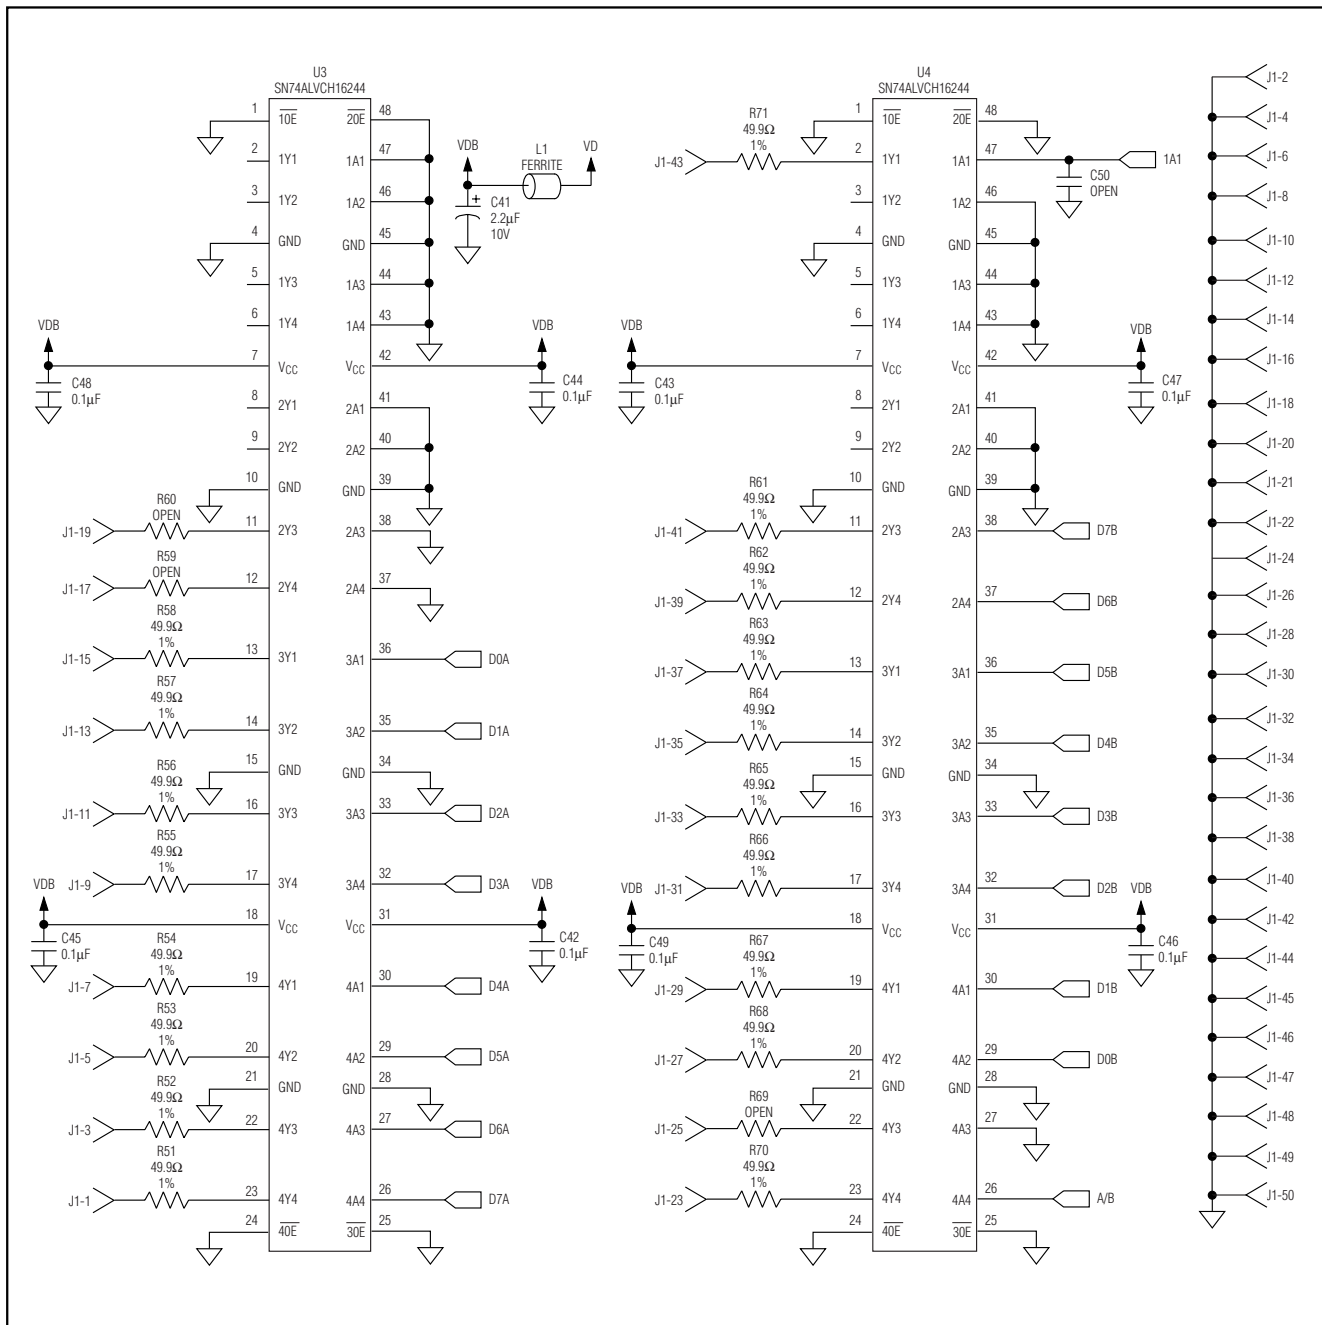 U3
SN74ALVCH16244
1 1OE 2OE 48
2 1Y1 1A1 47
3 1Y2 1A2 46
4 GND GND 45
5 1Y3 1A3 44
6 1Y4 1A4 43
7 VCC VCC 42
8 2Y1 2A1 41
9 2Y2 2A2 40
10 GND GND 39
11 2Y3 2A3 38
12 2Y4 2A4 37
13 3Y1 3A1 36
14 3Y2 3A2 35
15 GND GND 34
16 3Y3 3A3 33
17 3Y4 3A4 32
18 VCC VCC 31
19 4Y1 4A1 30
20 4Y2 4A2 29
21 GND GND 28
22 4Y3 4A3 27
23 4Y4 4A4 26
24 4OE 3OE 25
VDB
C48
0.1µF
J1-19
R60
OPEN
J1-17
R59
OPEN
J1-15
R58
49.9Ω
1%
J1-13
R57
49.9Ω
1%
J1-11
R56
49.9Ω
1%
J1-9
R55
49.9Ω
1%
VDB
C45
0.1µF
J1-7
R54
49.9Ω
1%
J1-5
R53
49.9Ω
1%
J1-3
R52
49.9Ω
1%
J1-1
R51
49.9Ω
1%
VDB
L1
FERRITE
VD
+
C41
2.2µF
10V
VDB
C44
0.1µF
D0A
D1A
D2A
D3A
VDB
C42
0.1µF
D4A
D5A
D6A
D7A
U4
SN74ALVCH16244
1 1OE 2OE 48
2 1Y1 1A1 47
3 1Y2 1A2 46
4 GND GND 45
5 1Y3 1A3 44
6 1Y4 1A4 43
7 VCC VCC 42
8 2Y1 2A1 41
9 2Y2 2A2 40
10 GND GND 39
11 2Y3 2A3 38
12 2Y4 2A4 37
13 3Y1 3A1 36
14 3Y2 3A2 35
15 GND GND 34
16 3Y3 3A3 33
17 3Y4 3A4 32
18 VCC VCC 31
19 4Y1 4A1 30
20 4Y2 4A2 29
21 GND GND 28
22 4Y3 4A3 27
23 4Y4 4A4 26
24 4OE 3OE 25
J1-43
R71
49.9Ω
1%
VDB
C43
0.1µF
J1-41
R61
49.9Ω
1%
J1-39
R62
49.9Ω
1%
J1-37
R63
49.9Ω
1%
J1-35
R64
49.9Ω
1%
J1-33
R65
49.9Ω
1%
J1-31
R66
49.9Ω
1%
VDB
C49
0.1µF
J1-29
R67
49.9Ω
1%
J1-27
R68
49.9Ω
1%
J1-25
R69
OPEN
J1-23
R70
49.9Ω
1%
1A1
C50
OPEN
VDB
C47
0.1µF
D7B
D6B
D5B
D4B
D3B
D2B
VDB
C46
0.1µF
D1B
D0B
A/B
J1-2
J1-4
J1-6
J1-8
J1-10
J1-12
J1-14
J1-16
J1-18
J1-20
J1-21
J1-22
J1-24
J1-26
J1-28
J1-30
J1-32
J1-34
J1-36
J1-38
J1-40
J1-42
J1-44
J1-45
J1-46
J1-47
J1-48
J1-49
J1-50